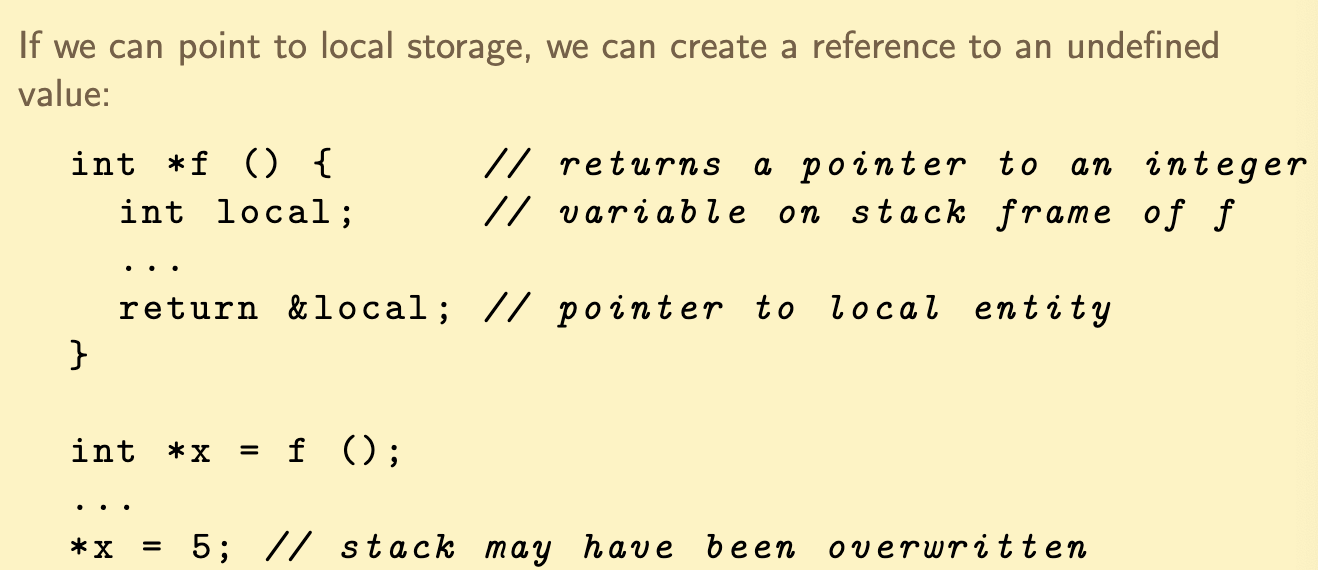 If we can point to local storage, we can create a reference to an undefined
value:
int *f () { // returns a pointer to an integer
int local; // variable on stack frame of f
...
return &local; // pointer to local entity
}
int *x = f ();
...
*x = 5; // stack may have been overwritten